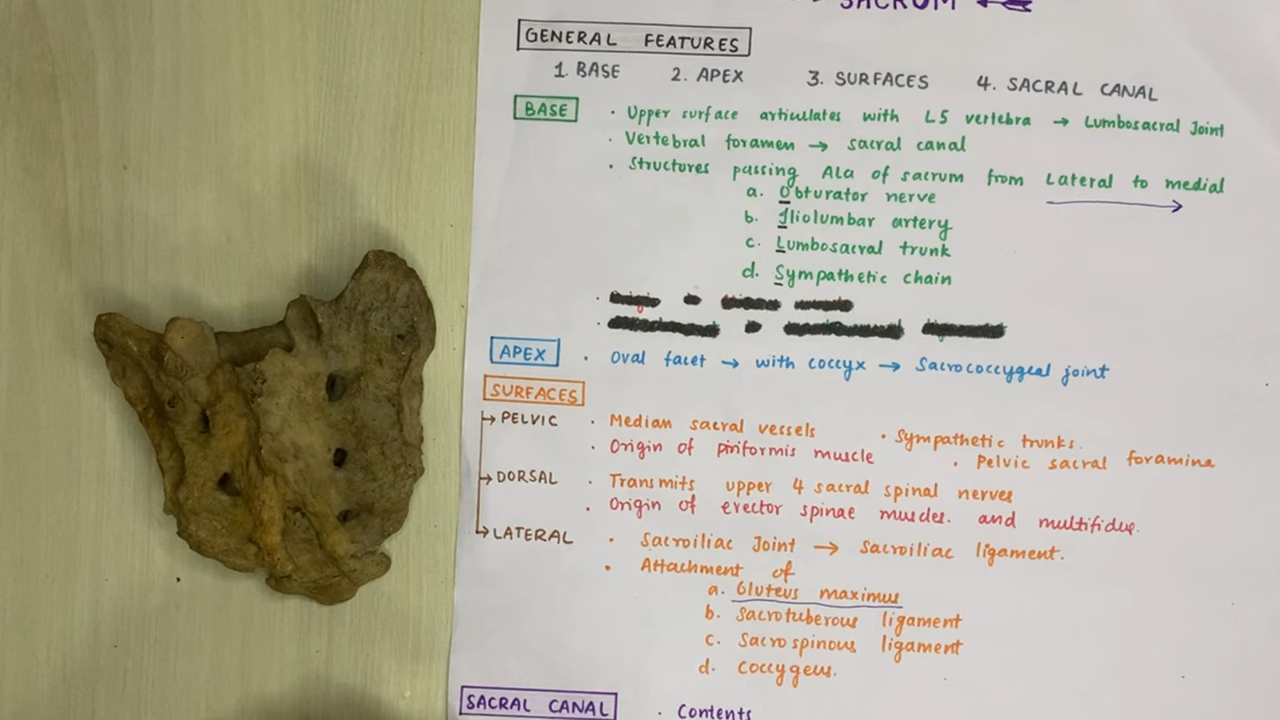 SACRUM
GENERAL FEATURES
1. BASE 2. APEX 3. SURFACES 4. SACRAL CANAL
BASE · Upper surface articulates with L5 vertebra → Lumbosacral Joint
· Vertebral foramen → sacral canal
· Structures passing Ala of sacrum from Lateral to medial
a. Obturator nerve
b. Iliolumbar artery
c. Lumbosacral trunk
d. Sympathetic chain
APEX · Oval facet → with coccyx → Sacrococcygeal joint
SURFACES
→ PELVIC · Median sacral vessels · Sympathetic trunks.
· Origin of piriformis muscle · Pelvic sacral foramina
→ DORSAL · Transmits upper 4 sacral spinal nerves
· Origin of erector spinae muscles. and multifidus.
→ LATERAL · Sacroiliac Joint → Sacroiliac ligament.
· Attachment of
a. Gluteus maximus
b. Sacrotuberous ligament
c. Sacrospinous ligament
d. Coccygeus.
SACRAL CANAL · Contents